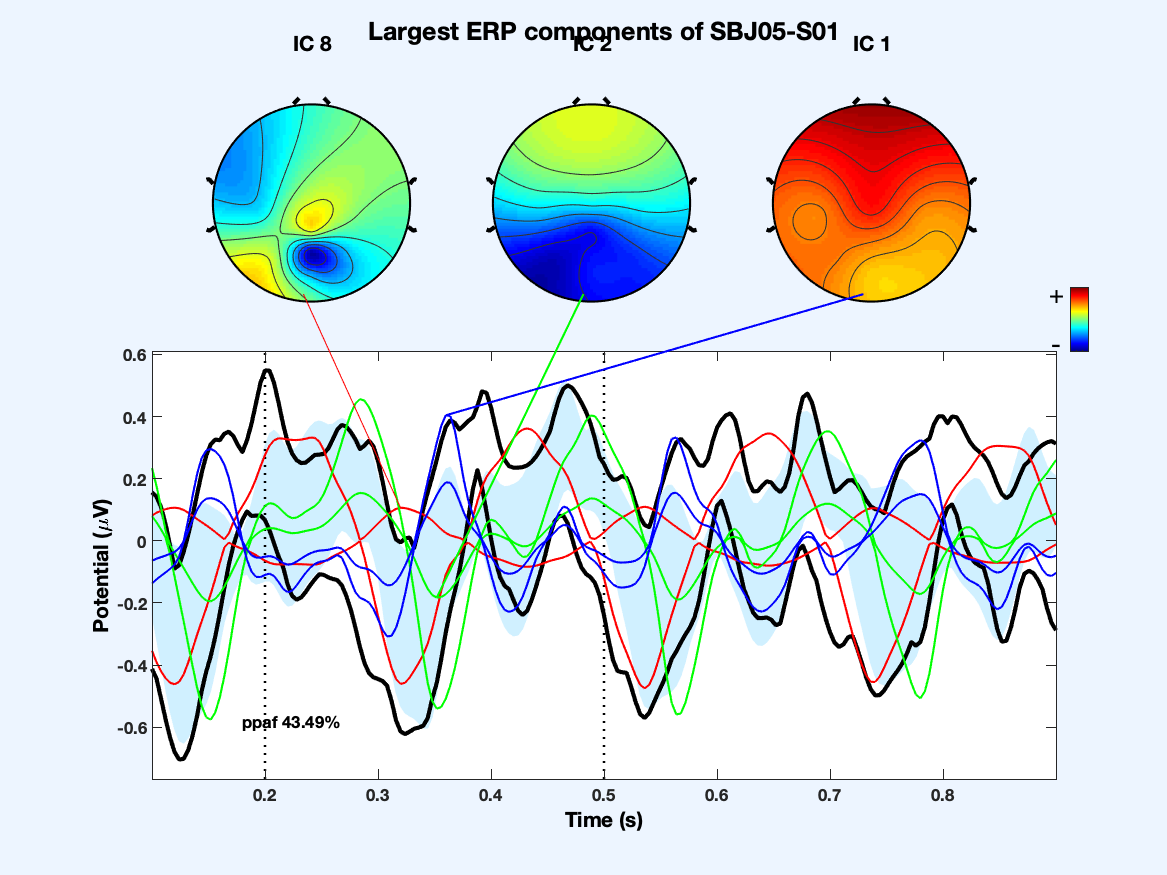 Largest ERP components of SBJ05-S01
IC 8
IC 2
IC 1
+
-
0.6
0.4
0.2
0
-0.2
-0.4
-0.6
Potential (μV)
ppaf 43.49%
0.2
0.3
0.4
0.5
0.6
0.7
0.8
Time (s)